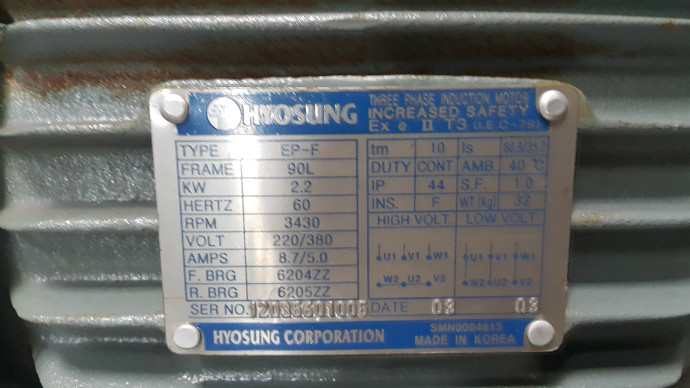 HYOSUNG
THREE PHASE INDUCTION MOTOR
INCREASED SAFETY
Ex e II T3 (I.E C-79)
TYPE EP-F
FRAME 90L
KW 2.2
HERTZ 60
RPM 3430
VOLT 220/380
AMPS 8.7/5.0
F. BRG 6204ZZ
R. BRG 6205ZZ
tm 10 Is
DUTY CONT. AMB. 40 ℃
IP 44 S.F. 1.0
INS. F WT.(Kg) 32
HIGH VOLT. LOW VOLT.
U1 V1 W1 U1 V1 W1
W2 U2 V2 W2 U2 V2
SER NO. DATE 03 03
HYOSUNG CORPORATION
MADE IN KOREA